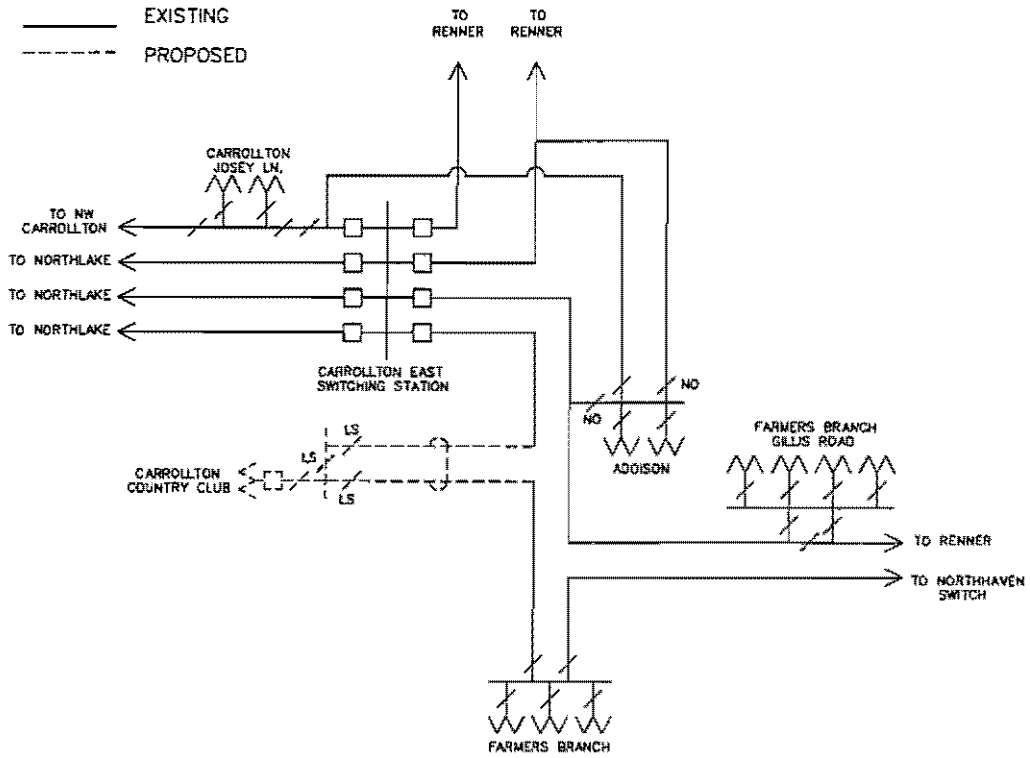 EXISTING
PROPOSED
TO
RENNER
TO
RENNER
CARROLLTON
JOSEY LN.
TO NW
CARROLLTON
TO NORTHLAKE
TO NORTHLAKE
TO NORTHLAKE
CARROLLTON EAST
SWITCHING STATION
NO
NO
ADDISON
FARMERS BRANCH
GILLIS ROAD
LS
LS
LS
CARROLLTON
COUNTRY CLUB
TO RENNER
TO NORTHHAVEN
SWITCH
FARMERS BRANCH